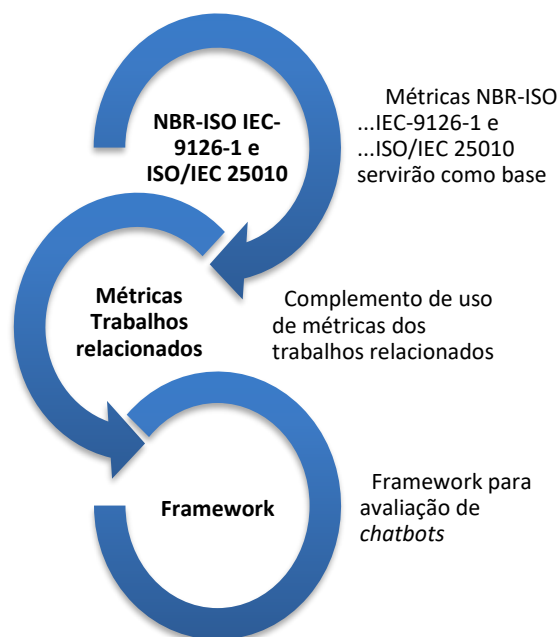 NBR-ISO IEC-
9126-1 e
ISO/IEC 25010
Métricas NBR-ISO
...IEC-9126-1 e
...ISO/IEC 25010
servirão como base
Métricas
Trabalhos
relacionados
Complemento de uso
de métricas dos
trabalhos relacionados
Framework
Framework para
avaliação de
chatbots